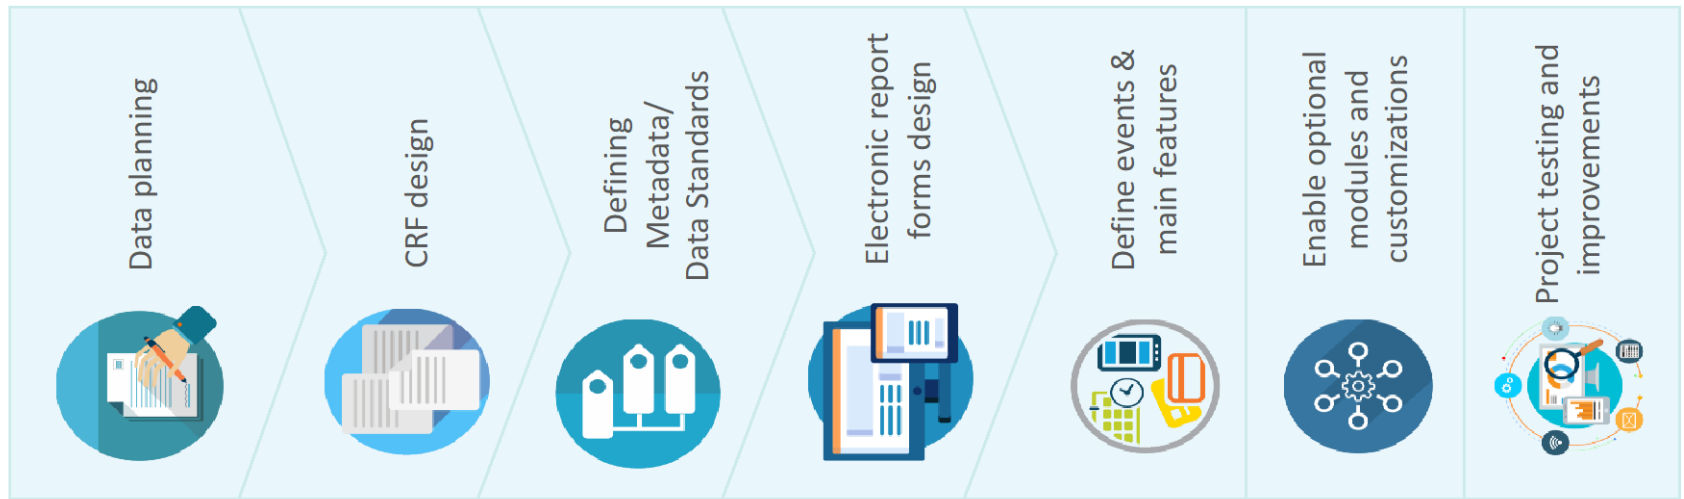 Data planning
CRF design
Defining
Metadata/
Data Standards
Electronic report
forms design
Define events &
main features
Enable optional
modules and
customizations
Project testing and
improvements